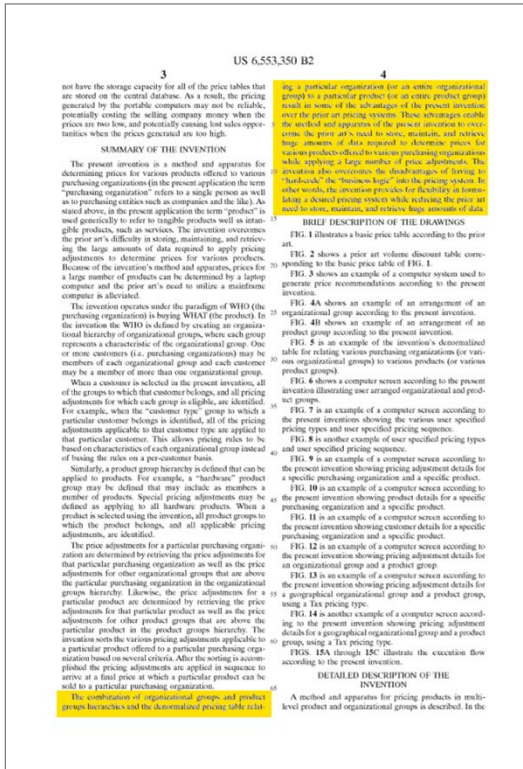 US 6,553,350 B2
3
not have the storage capacity for all of the price tables that
are stored on the central database. As a result, the pricing
generated by the portable computers may not be reliable,
potentially costing the selling company money when the
prices are two low, and potentially causing lost sales oppor-
tunities when the prices generated are too high.
SUMMARY OF THE INVENTION
The present invention is a method and apparatus for
determining prices for various products offered to various
purchasing organizations (in the present application the term
"purchasing organization" refers to a single person as well
as to purchasing entities such as companies and the like). As
stated above, in the present application the term "product" is
used generically to refer to tangible products well as intan-
gible products, such as services. The invention overcomes
the prior art's difficulty in storing, maintaining, and retriev-
ing the large amounts of data required to apply pricing
adjustments to determine prices for various products.
Because of the invention's method and apparatus, prices for
a large number of products can be determined by a laptop
computer and the prior art's need to utilize a mainframe
computer is alleviated.
The invention operates under the paradigm of WHO (the
purchasing organization) is buying WHAT (the product). In
the invention the WHO is defined by creating an organiza-
tional hierarchy of organizational groups, where each group
represents a characteristic of the organizational group. One
or more customers (i.e. purchasing organizations) may be
members of each organizational group and each customer
may be a member of more than one organizational group.
When a customer is selected in the present invention, all
of the groups to which that customer belongs, and all pricing
adjustments for which each group is eligible, are identified.
For example, when the "customer type" group to which a
particular customer belongs is identified, all of the pricing
adjustments applicable to that customer type are applied to
that particular customer. This allows pricing rules to be
based on characteristics of each organizational group instead
of basing the rules on a per-customer basis.
Similarly, a product group hierarchy is defined that can be
applied to products. For example, a "hardware" product
group may be defined that may include as members a
number of products. Special pricing adjustments may be
defined as applying to all hardware products. When a
product is selected using the invention, all product groups to
which the product belongs, and all applicable pricing
adjustments, are identified.
The price adjustments for a particular purchasing organi-
zation are determined by retrieving the price adjustments for
that particular purchasing organization as well as the price
adjustments for other organizational groups that are above
the particular purchasing organization in the organizational
groups hierarchy. Likewise, the price adjustments for a
particular product are determined by retrieving the price
adjustments for that particular product as well as the price
adjustments for other product groups that are above the
particular product in the product groups hierarchy. The
invention sorts the various pricing adjustments applicable to
a particular product offered to a particular purchasing orga-
nization based on several criteria. After the sorting is accom-
plished the pricing adjustments are applied in sequence to
arrive at a final price at which a particular product can be
sold to a particular purchasing organization.
The combination of organizational groups and product
groups hierarchies and the denormalized pricing table relat-
4
ing a particular organization (or an entire organizational
group) to a particular product (or an entire product group)
result in some of the advantages of the present invention
over the prior art pricing systems. These advantages enable
the method and apparatus of the present invention to over-
come the prior art's need to store, maintain, and retrieve
huge amounts of data required to determine prices for
various products offered to various purchasing organizations
while applying a large number of price adjustments. The
invention also overcomes the disadvantages of having to
"hard-code" the "business logic" into the pricing system. In
other words, the invention provides for flexibility in formu-
lating a desired pricing system while reducing the prior art
need to store, maintain, and retrieve huge amounts of data.
BRIEF DESCRIPTION OF THE DRAWINGS
FIG. 1 illustrates a basic price table according to the prior
art.
FIG. 2 shows a prior art volume discount table corre-
sponding to the basic price table of FIG. 1.
FIG. 3 shows an example of a computer system used to
generate price recommendations according to the present
invention.
FIG. 4A shows an example of an arrangement of an
organizational group according to the present invention.
FIG. 4B shows an example of an arrangement of an
product group according to the present invention.
FIG. 5 is an example of the invention's denormalized
table for relating various purchasing organizations (or vari-
ous organizational groups) to various products (or various
product groups).
FIG. 6 shows a computer screen according to the present
invention illustrating user arranged organizational and prod-
uct groups.
FIG. 7 is an example of a computer screen according to
the present inventions showing the various user specified
pricing types and user specified pricing sequence.
FIG. 8 is another example of user specified pricing types
and user specified pricing sequence.
FIG. 9 is an example of a computer screen according to
the present invention showing pricing adjustment details for
a specific purchasing organization and a specific product.
FIG. 10 is an example of a computer screen according to
the present invention showing product details for a specific
purchasing organization and a specific product.
FIG. 11 is an example of a computer screen according to
the present invention showing customer details for a specific
purchasing organization and a specific product.
FIG. 12 is an example of a computer screen according to
the present invention showing pricing adjustment details for
an organization group and a product group.
FIG. 13 is an example of a computer screen according to
the present invention showing pricing adjustment details for
a geographical organizational group and a product group,
using a Tax pricing type.
FIG. 14 is another example of a computer screen accord-
ing to the present invention showing pricing adjustment
details for a geographical organizational group and a product
group, using a Tax pricing type.
FIGS. 15A through 15C illustrate the execution flow
according to the present invention.
DETAILED DESCRIPTION OF THE
INVENTION
A method and apparatus for pricing products in multi-
level product and organizational groups is described. In the